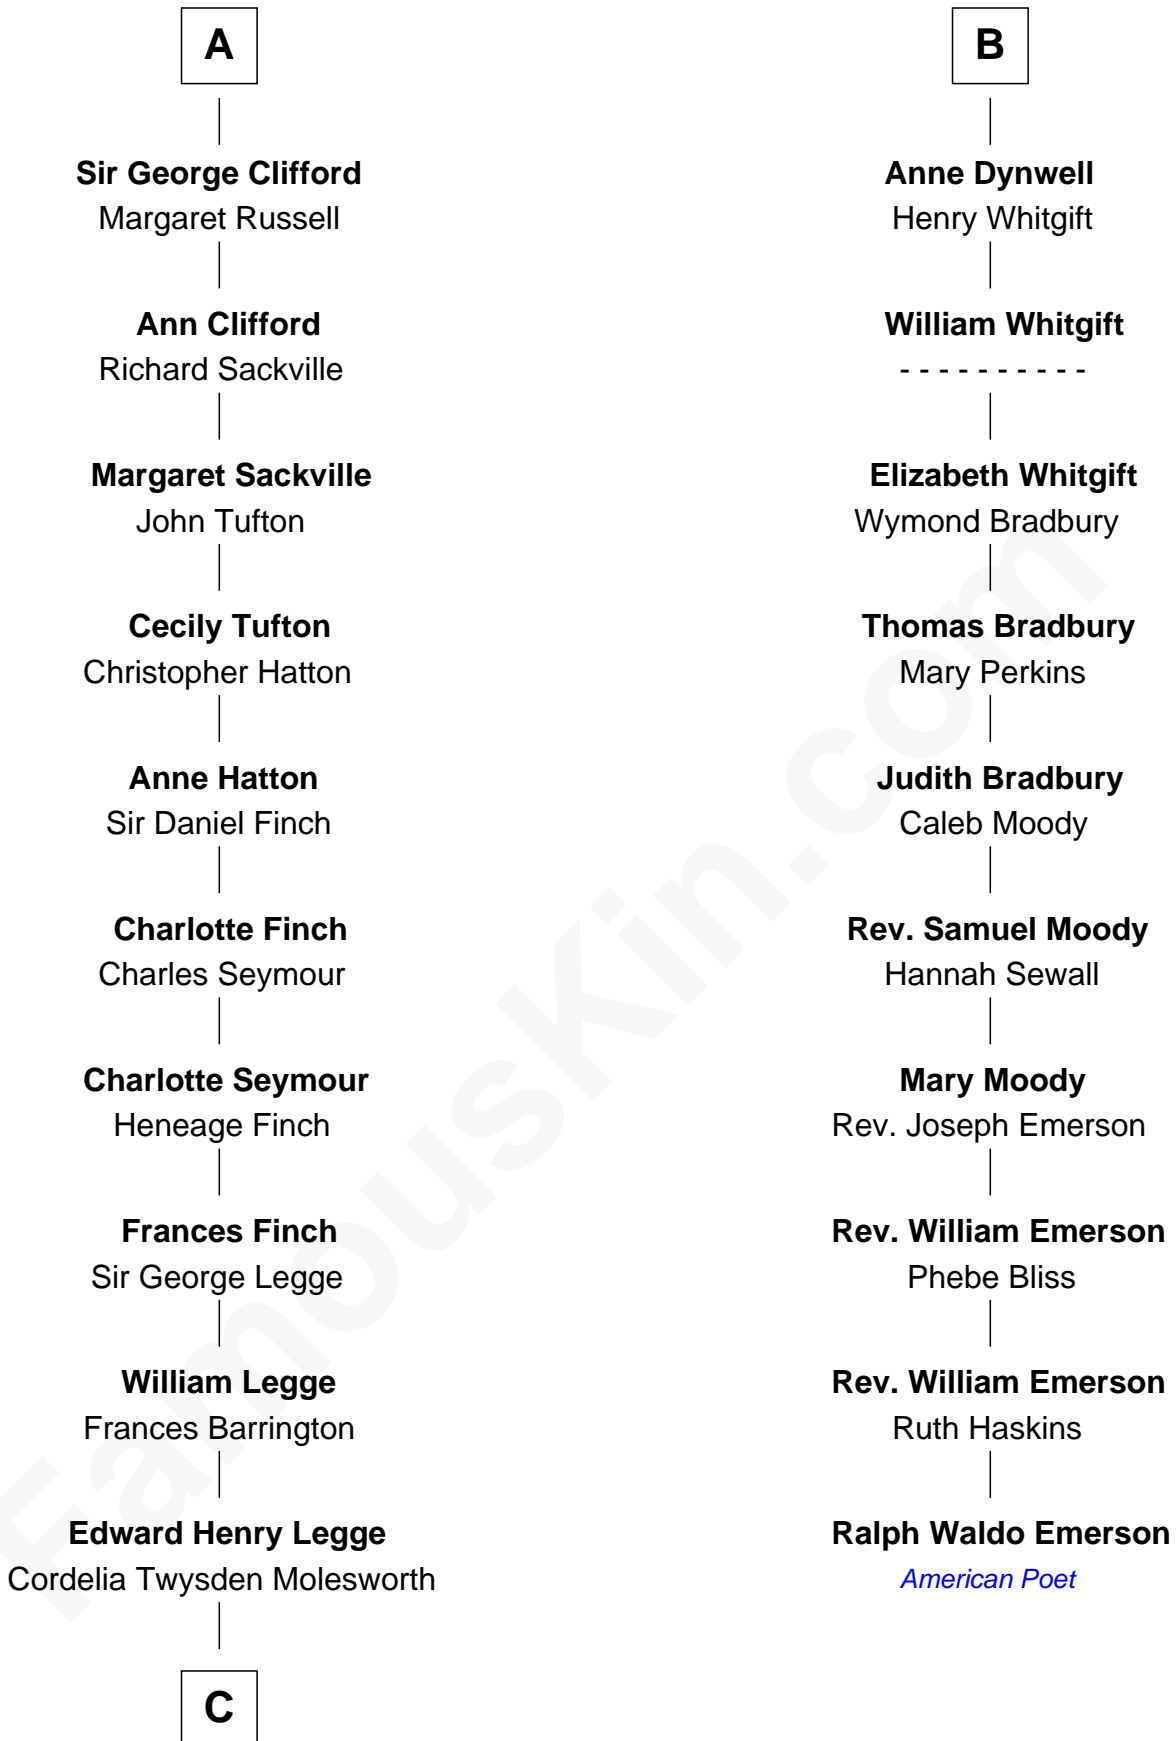 A
Sir George Clifford
Margaret Russell
Ann Clifford
Richard Sackville
Margaret Sackville
John Tufton
Cecily Tufton
Christopher Hatton
Anne Hatton
Sir Daniel Finch
Charlotte Finch
Charles Seymour
Charlotte Seymour
Heneage Finch
Frances Finch
Sir George Legge
William Legge
Frances Barrington
Edward Henry Legge
Cordelia Twysden Molesworth
C
B
Anne Dynwell
Henry Whitgift
William Whitgift
- - - - - - - - - -
Elizabeth Whitgift
Wymond Bradbury
Thomas Bradbury
Mary Perkins
Judith Bradbury
Caleb Moody
Rev. Samuel Moody
Hannah Sewall
Mary Moody
Rev. Joseph Emerson
Rev. William Emerson
Phebe Bliss
Rev. William Emerson
Ruth Haskins
Ralph Waldo Emerson
American Poet
FamousKin.com